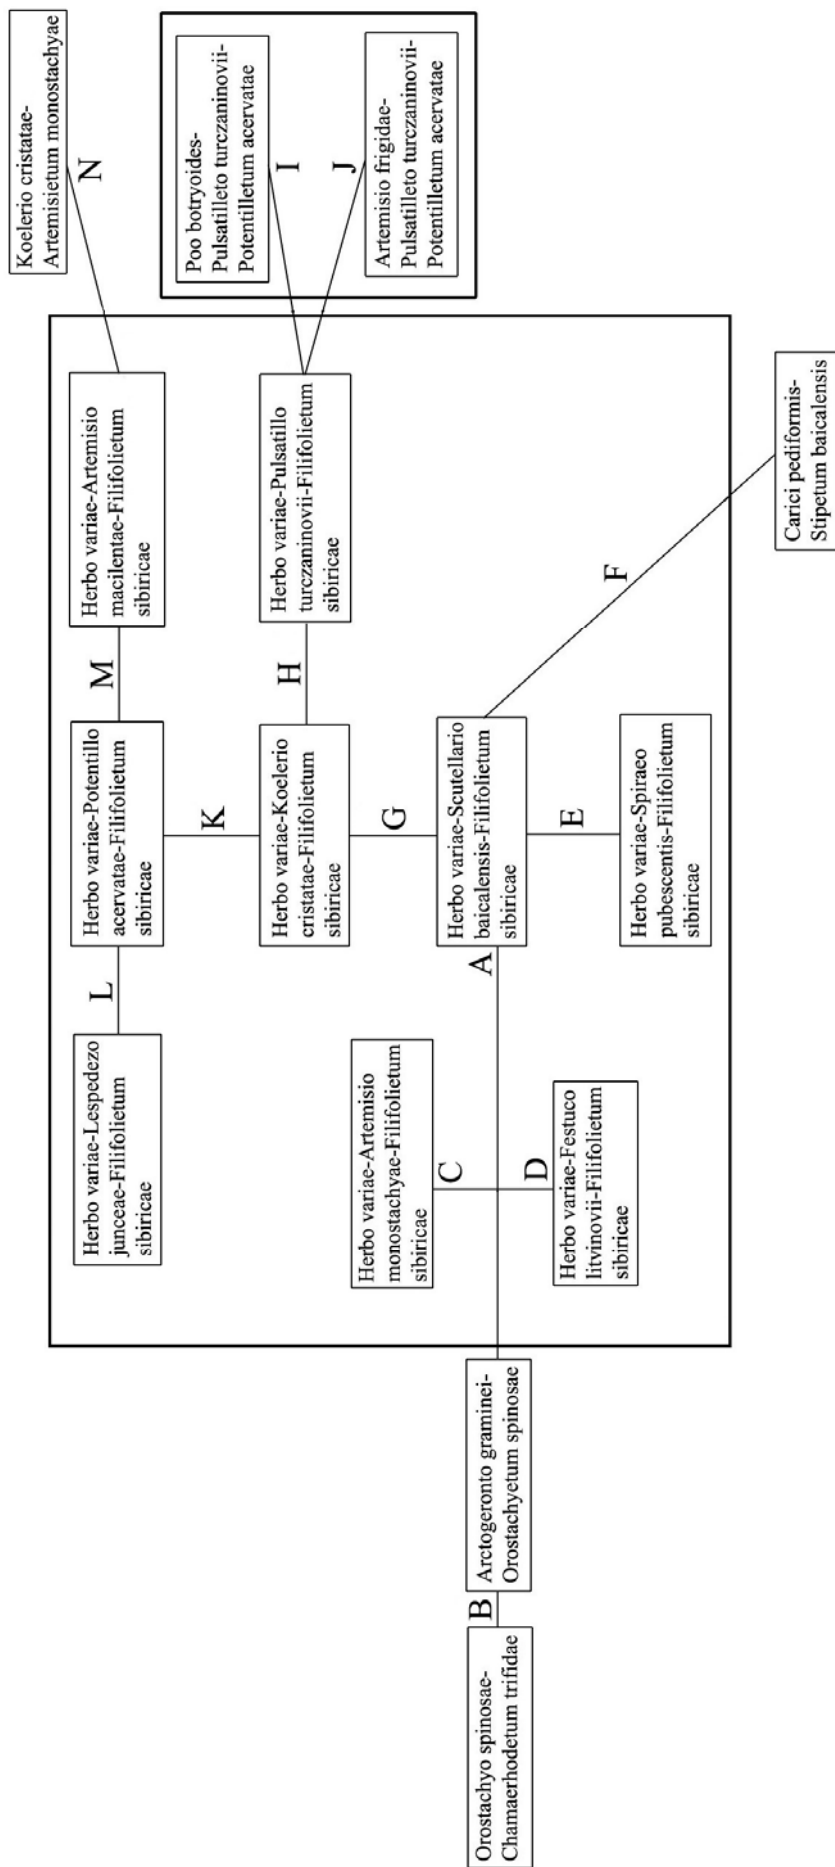 Koelerio cristatae-
Artemisietum monostachyae
N
Poo botryoides-
Pulsatilleto turczaninovii-
Potentilletum acervatae
I
J
Artemisio frigidae-
Pulsatilleto turczaninovii-
Potentilletum acervatae
Herbo variae-Artemisio
macilentae-Filifolietum
sibiricae
Herbo variae-Pulsatillo
turczaninovii-Filifolietum
sibiricae
Carici pediformis-
Stipetum baicalensis
F
M
H
Herbo variae-Potentillo
acervatae-Filifolietum
sibiricae
K
Herbo variae-Koelerio
cristatae-Filifolietum
sibiricae
G
Herbo variae-Scutellario
baicalensis-Filifolietum
sibiricae
E
Herbo variae-Spiraeo
pubescentis-Filifolietum
sibiricae
L
A
Herbo variae-Lespedezo
junceae-Filifolietum
sibiricae
Herbo variae-Artemisio
monostachyae-Filifolietum
sibiricae
C
D
Herbo variae-Festuco
litvinovii-Filifolietum
sibiricae
Arctogeronto graminei-
Orostachyetum spinosae
B
Orostachyo spinosae-
Chamaerhodetum trifidae